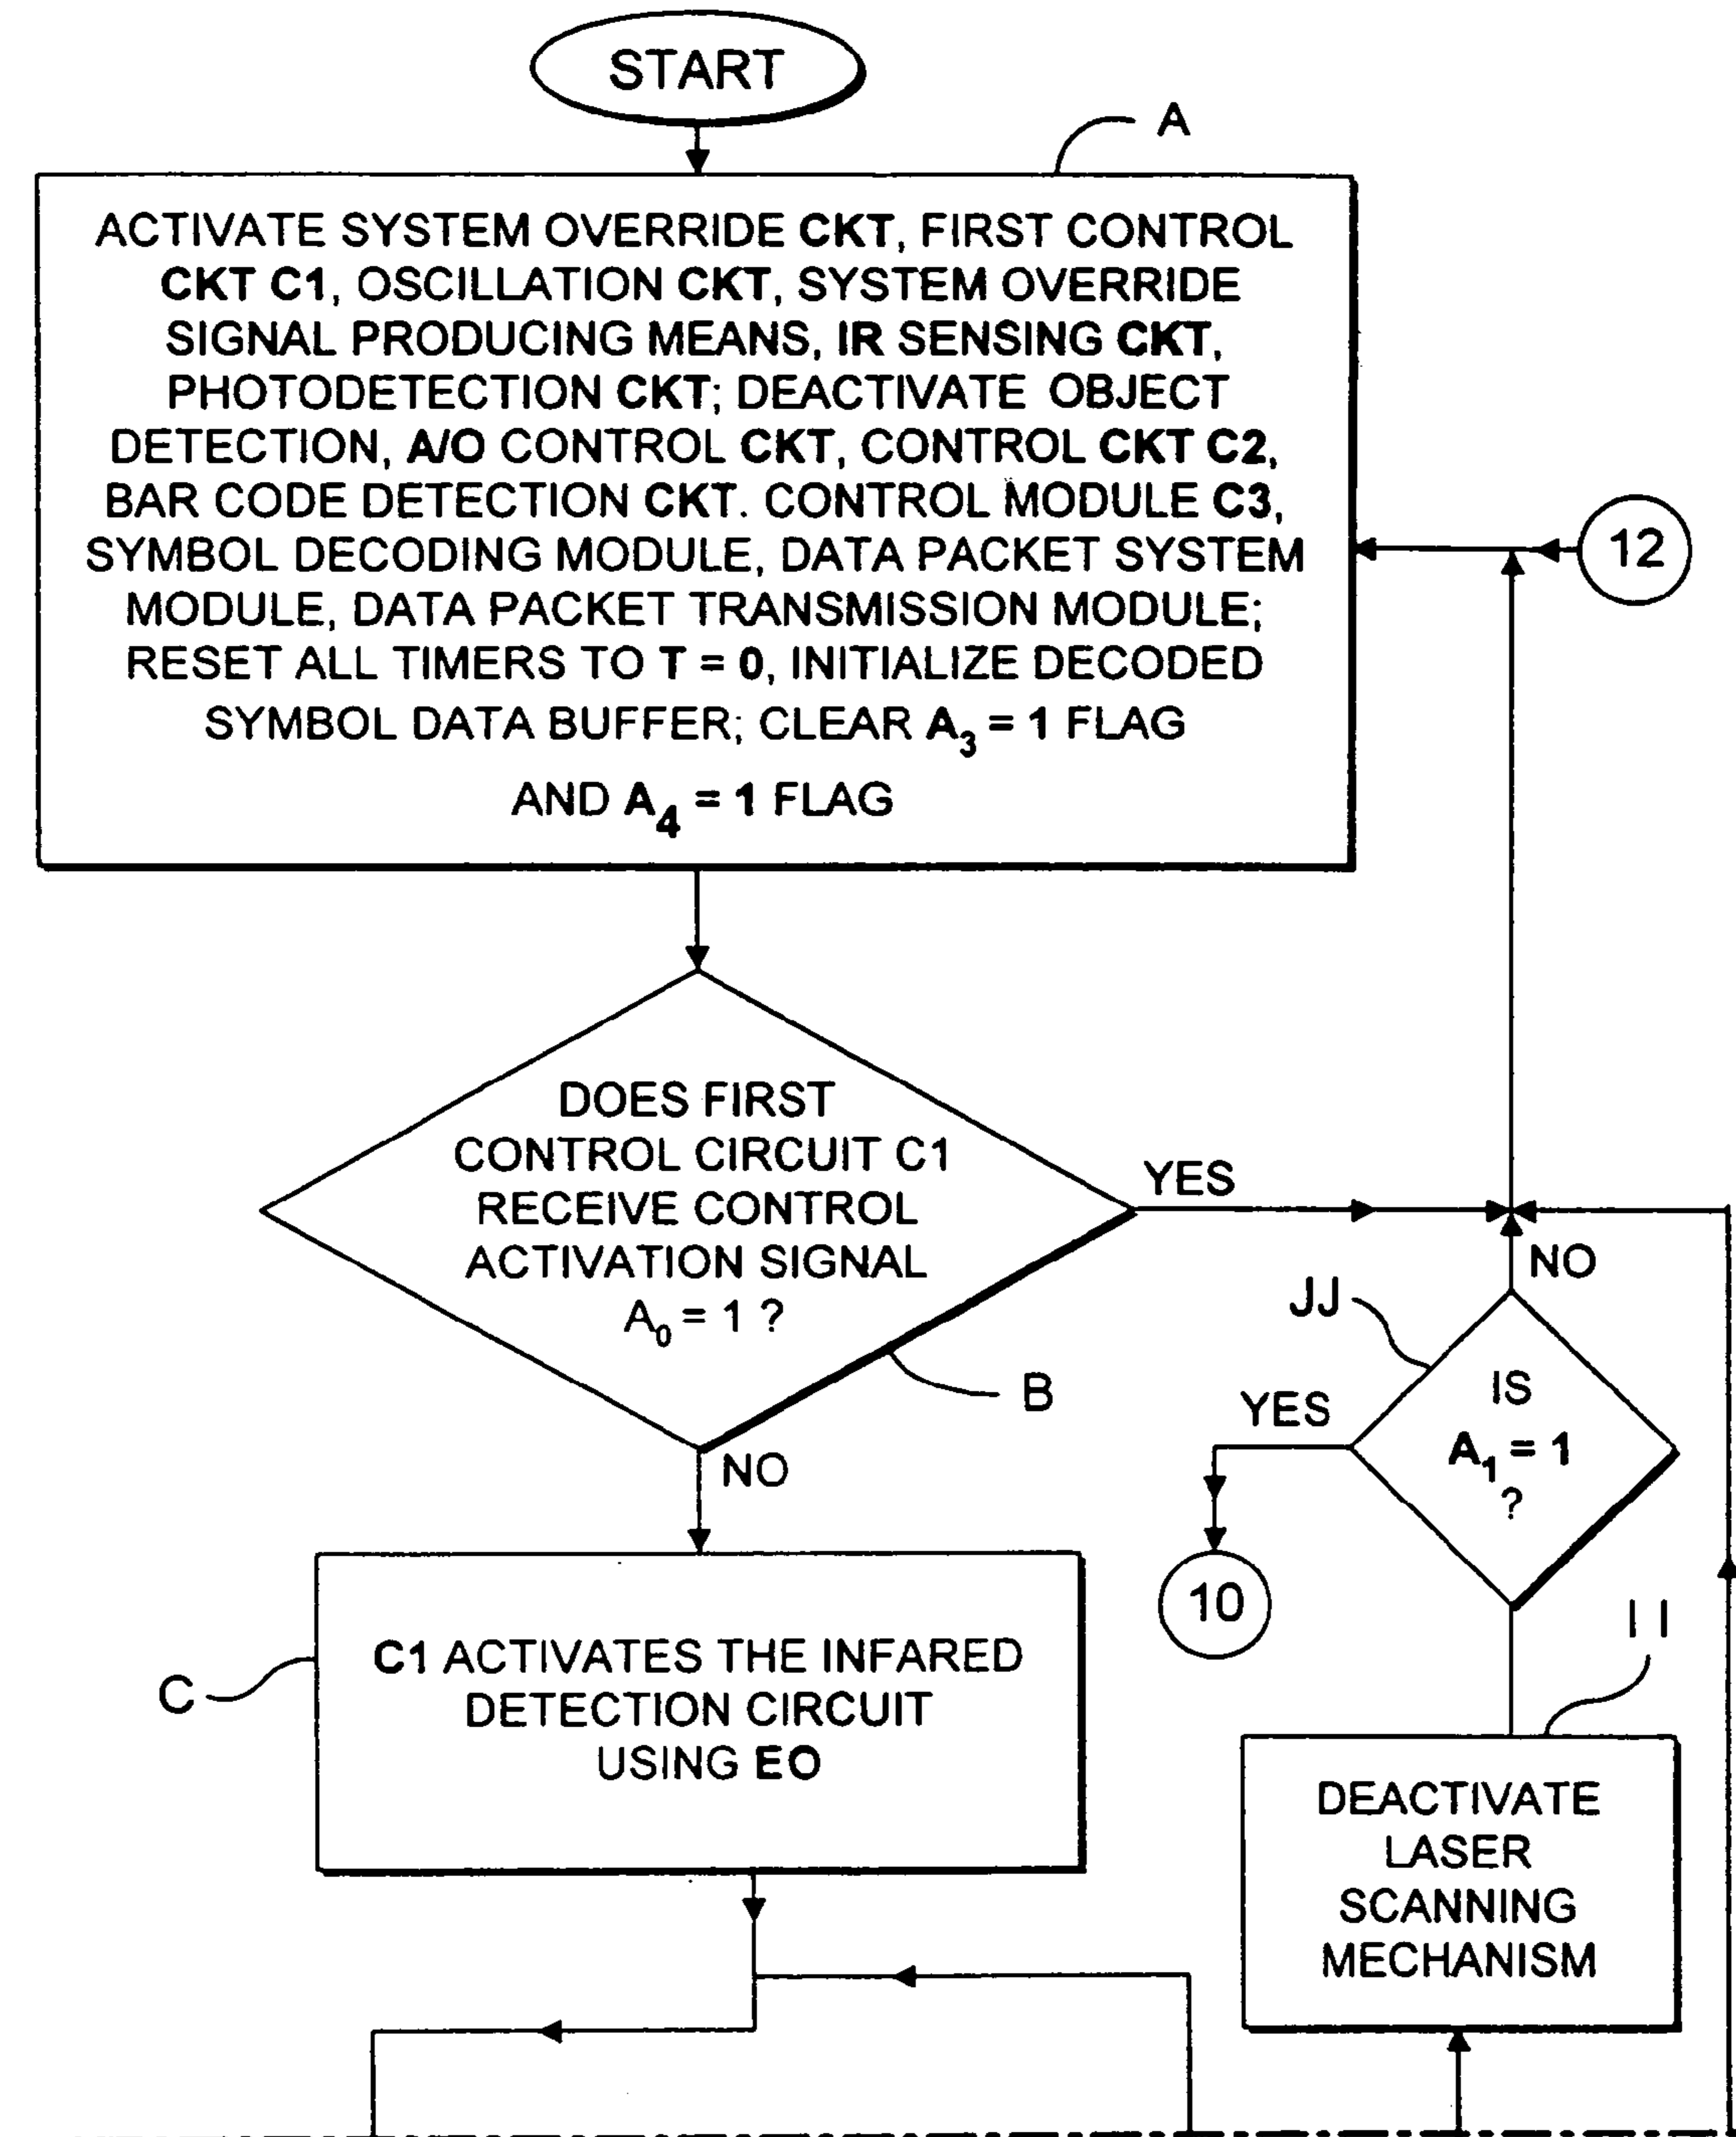 START
A
ACTIVATE SYSTEM OVERRIDE CKT, FIRST CONTROL
CKT C1, OSCILLATION CKT, SYSTEM OVERRIDE
SIGNAL PRODUCING MEANS, IR SENSING CKT,
PHOTODETECTION CKT; DEACTIVATE OBJECT
DETECTION, A/O CONTROL CKT, CONTROL CKT C2,
BAR CODE DETECTION CKT. CONTROL MODULE C3,
SYMBOL DECODING MODULE, DATA PACKET SYSTEM
MODULE, DATA PACKET TRANSMISSION MODULE;
RESET ALL TIMERS TO T = 0, INITIALIZE DECODED
SYMBOL DATA BUFFER; CLEAR A₃ = 1 FLAG
AND A₄ = 1 FLAG
12
DOES FIRST
CONTROL CIRCUIT C1
RECEIVE CONTROL
ACTIVATION SIGNAL
A₀ = 1 ?
YES
B
NO
NO
JJ
IS
A₁ = 1
?
YES
10
C1 ACTIVATES THE INFARED
DETECTION CIRCUIT
USING EO
C
I I
DEACTIVATE
LASER
SCANNING
MECHANISM